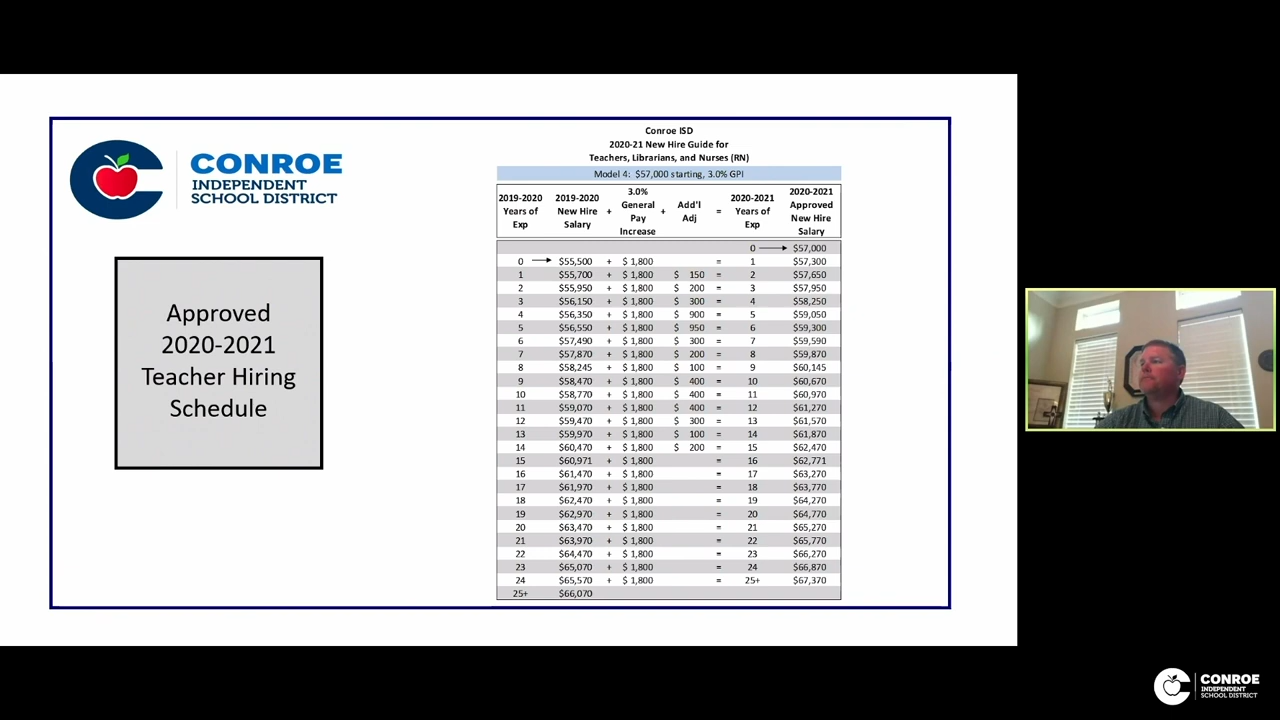 CONROE
INDEPENDENT
SCHOOL DISTRICT
Approved
2020-2021
Teacher Hiring
Schedule
Conroe ISD
2020-21 New Hire Guide for
Teachers, Librarians, and Nurses (RN)
Model 4: $57,000 starting, 3.0% GPI
2019-2020 Years of Exp 2019-2020 New Hire Salary + 3.0% General Pay Increase + Add'l Adj = 2020-2021 Years of Exp 2020-2021 Approved New Hire Salary
0 $57,000
0 $55,500 + $ 1,800 = 1 $57,300
1 $55,700 + $ 1,800 $ 150 = 2 $57,650
2 $55,950 + $ 1,800 $ 200 = 3 $57,950
3 $56,150 + $ 1,800 $ 300 = 4 $58,250
4 $56,350 + $ 1,800 $ 900 = 5 $59,050
5 $56,550 + $ 1,800 $ 950 = 6 $59,300
6 $57,490 + $ 1,800 $ 300 = 7 $59,590
7 $57,870 + $ 1,800 $ 200 = 8 $59,870
8 $58,245 + $ 1,800 $ 100 = 9 $60,145
9 $58,470 + $ 1,800 $ 400 = 10 $60,670
10 $58,770 + $ 1,800 $ 400 = 11 $60,970
11 $59,070 + $ 1,800 $ 400 = 12 $61,270
12 $59,470 + $ 1,800 $ 300 = 13 $61,570
13 $59,970 + $ 1,800 $ 100 = 14 $61,870
14 $60,470 + $ 1,800 $ 200 = 15 $62,470
15 $60,971 + $ 1,800 = 16 $62,771
16 $61,470 + $ 1,800 = 17 $63,270
17 $61,970 + $ 1,800 = 18 $63,770
18 $62,470 + $ 1,800 = 19 $64,270
19 $62,970 + $ 1,800 = 20 $64,770
20 $63,470 + $ 1,800 = 21 $65,270
21 $63,970 + $ 1,800 = 22 $65,770
22 $64,470 + $ 1,800 = 23 $66,270
23 $65,070 + $ 1,800 = 24 $66,870
24 $65,570 + $ 1,800 = 25+ $67,370
25+ $66,070
CONROE
INDEPENDENT
SCHOOL DISTRICT